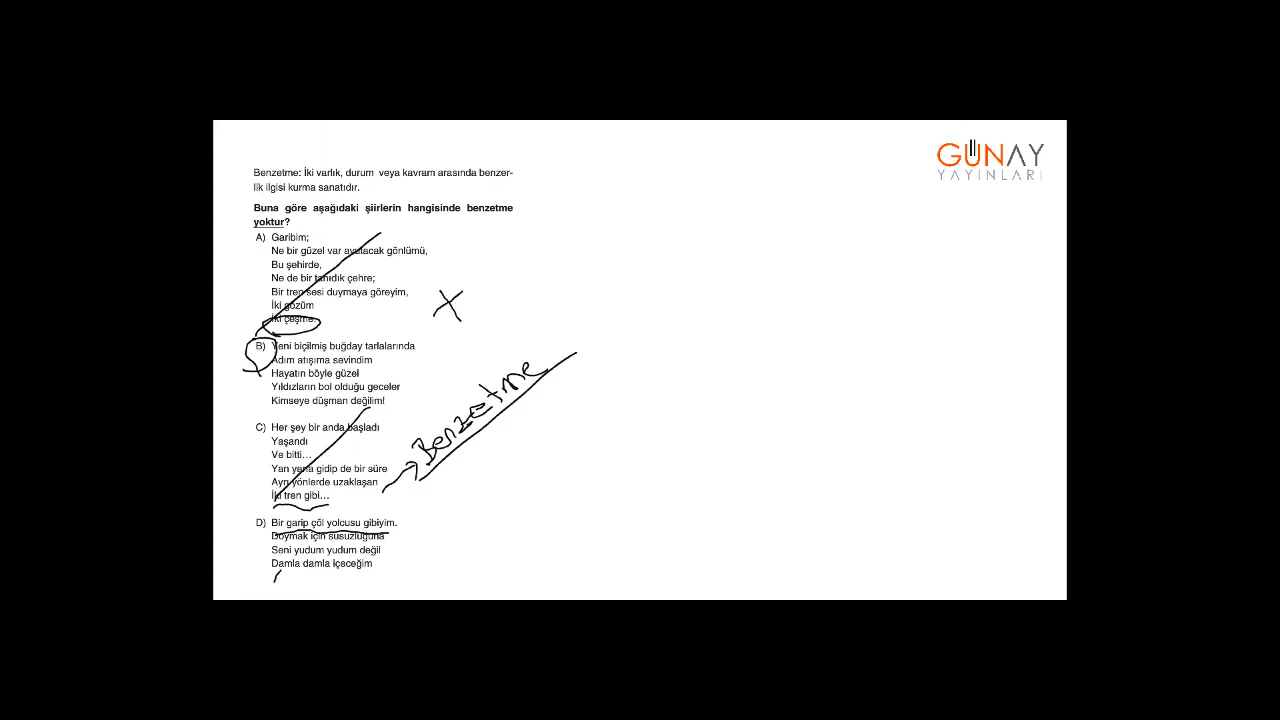 GÜNAY
YAYINLARI
Benzetme: İki varlık, durum veya kavram arasında benzer-
lik ilgisi kurma sanatıdır.
Buna göre aşağıdaki şiirlerin hangisinde benzetme
yoktur?
A) Garibim;
Ne bir güzel var avutacak gönlümü,
Bu şehirde,
Ne de bir tanıdık çehre;
Bir tren sesi duymaya göreyim,
İki gözüm
İki çeşme.
B) Yeni biçilmiş buğday tarlalarında
Adım atışıma sevindim
Hayatın böyle güzel
Yıldızların bol olduğu geceler
Kimseye düşman değilim!
C) Her şey bir anda başladı
Yaşandı
Ve bitti...
Yan yana gidip de bir süre
Ayrı yönlerde uzaklaşan
İki tren gibi...
Benzetme
D) Bir garip çöl yolcusu gibiyim.
Doymak için susuzluğuna
Seni yudum yudum değil
Damla damla içeceğim